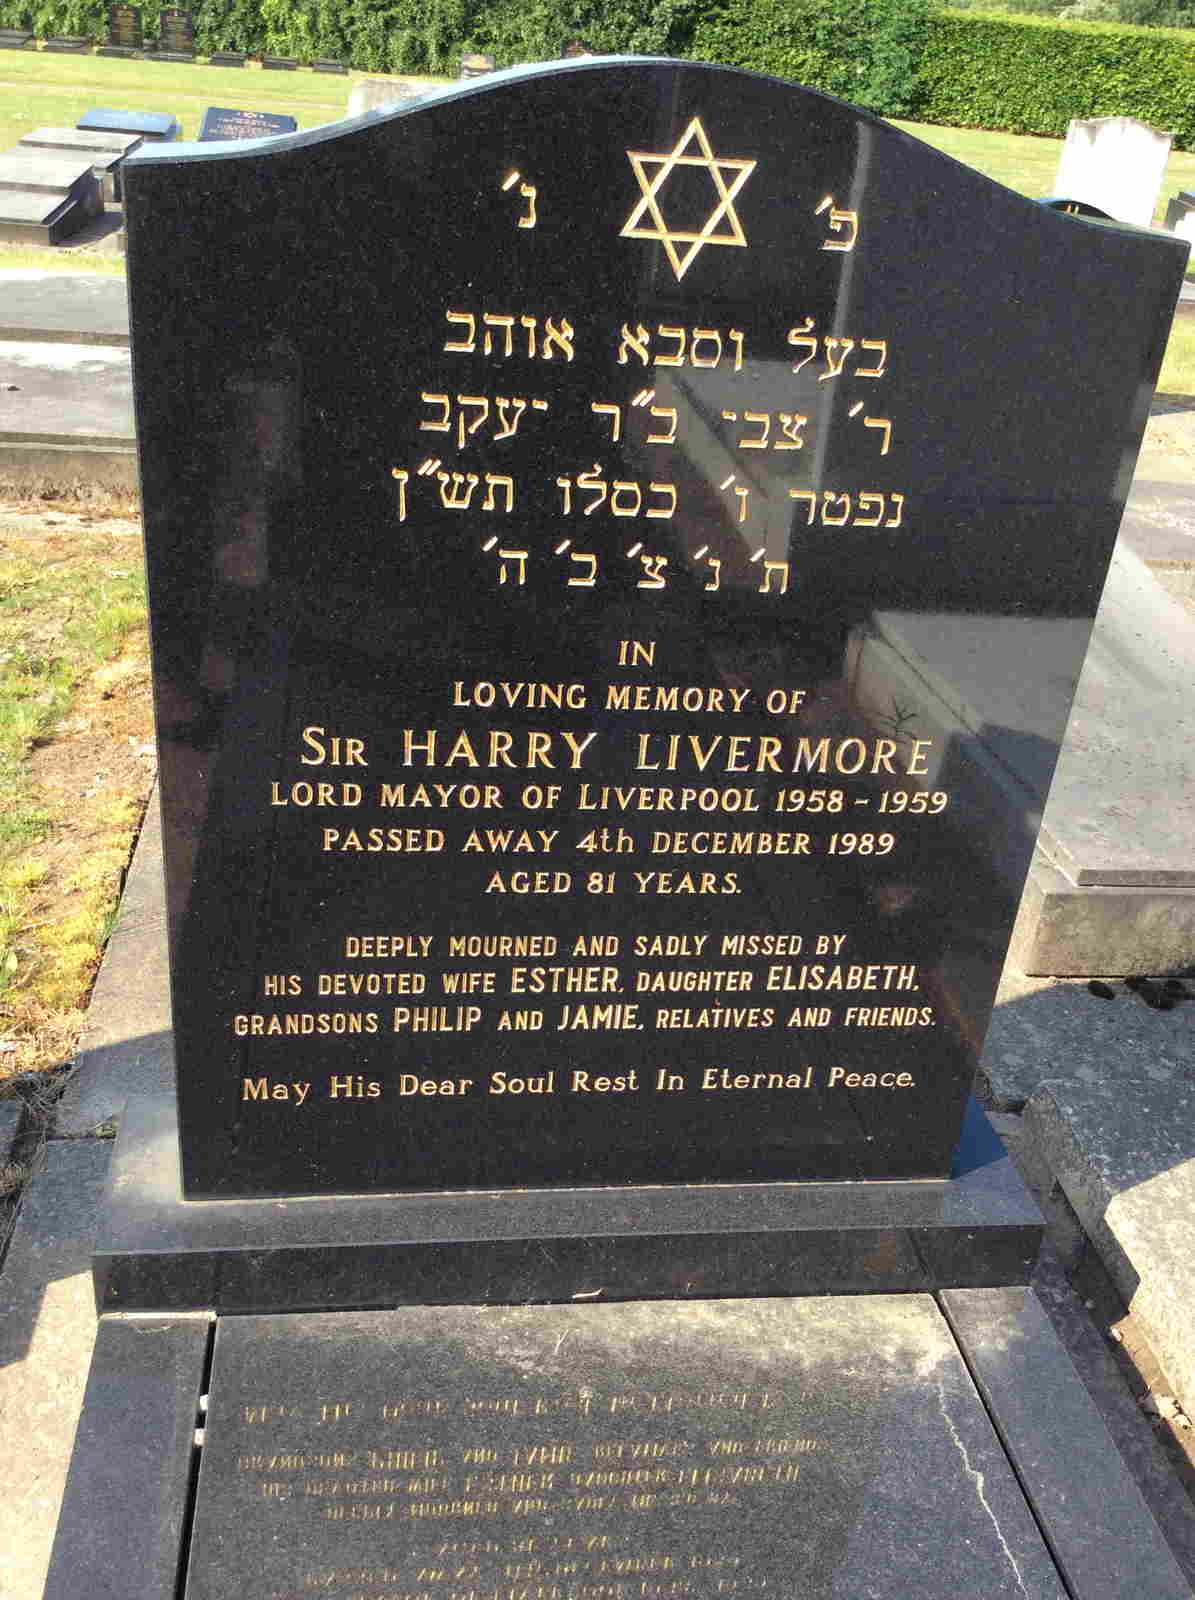 פ׳ נ׳
בעל וסבא אוהב
ר׳ צבי ב״ר יעקב
נפטר ו׳ כסלו תש״ן
ת׳ נ׳ צ׳ ב׳ ה׳
IN
LOVING MEMORY OF
SIR HARRY LIVERMORE
LORD MAYOR OF LIVERPOOL 1958 - 1959
PASSED AWAY 4th DECEMBER 1989
AGED 81 YEARS.
DEEPLY MOURNED AND SADLY MISSED BY
HIS DEVOTED WIFE ESTHER, DAUGHTER ELISABETH,
GRANDSONS PHILIP AND JAMIE, RELATIVES AND FRIENDS.
May His Dear Soul Rest In Eternal Peace.